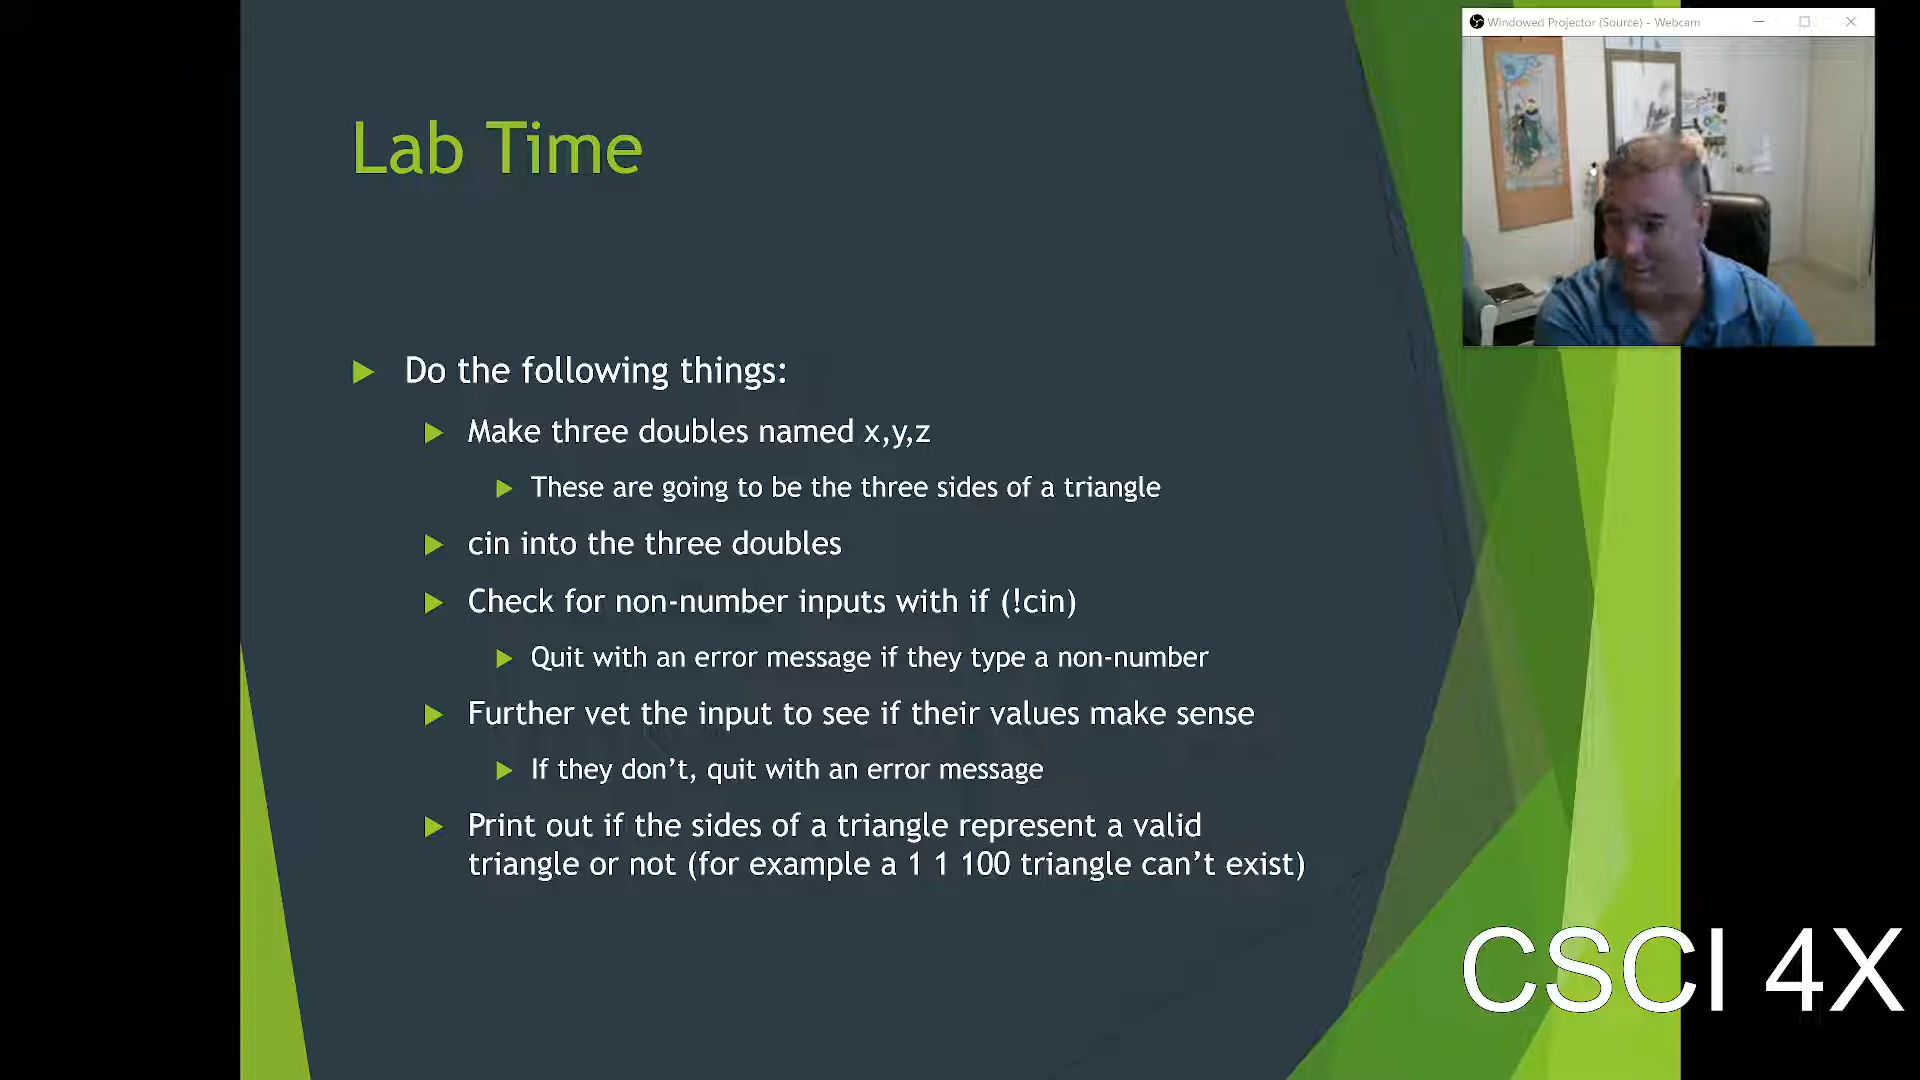 Windowed Projector (Source) - Webcam
Lab Time
Do the following things:
Make three doubles named x,y,z
These are going to be the three sides of a triangle
cin into the three doubles
Check for non-number inputs with if (!cin)
Quit with an error message if they type a non-number
Further vet the input to see if their values make sense
If they don’t, quit with an error message
Print out if the sides of a triangle represent a valid
triangle or not (for example a 1 1 100 triangle can’t exist)
CSCI 4X